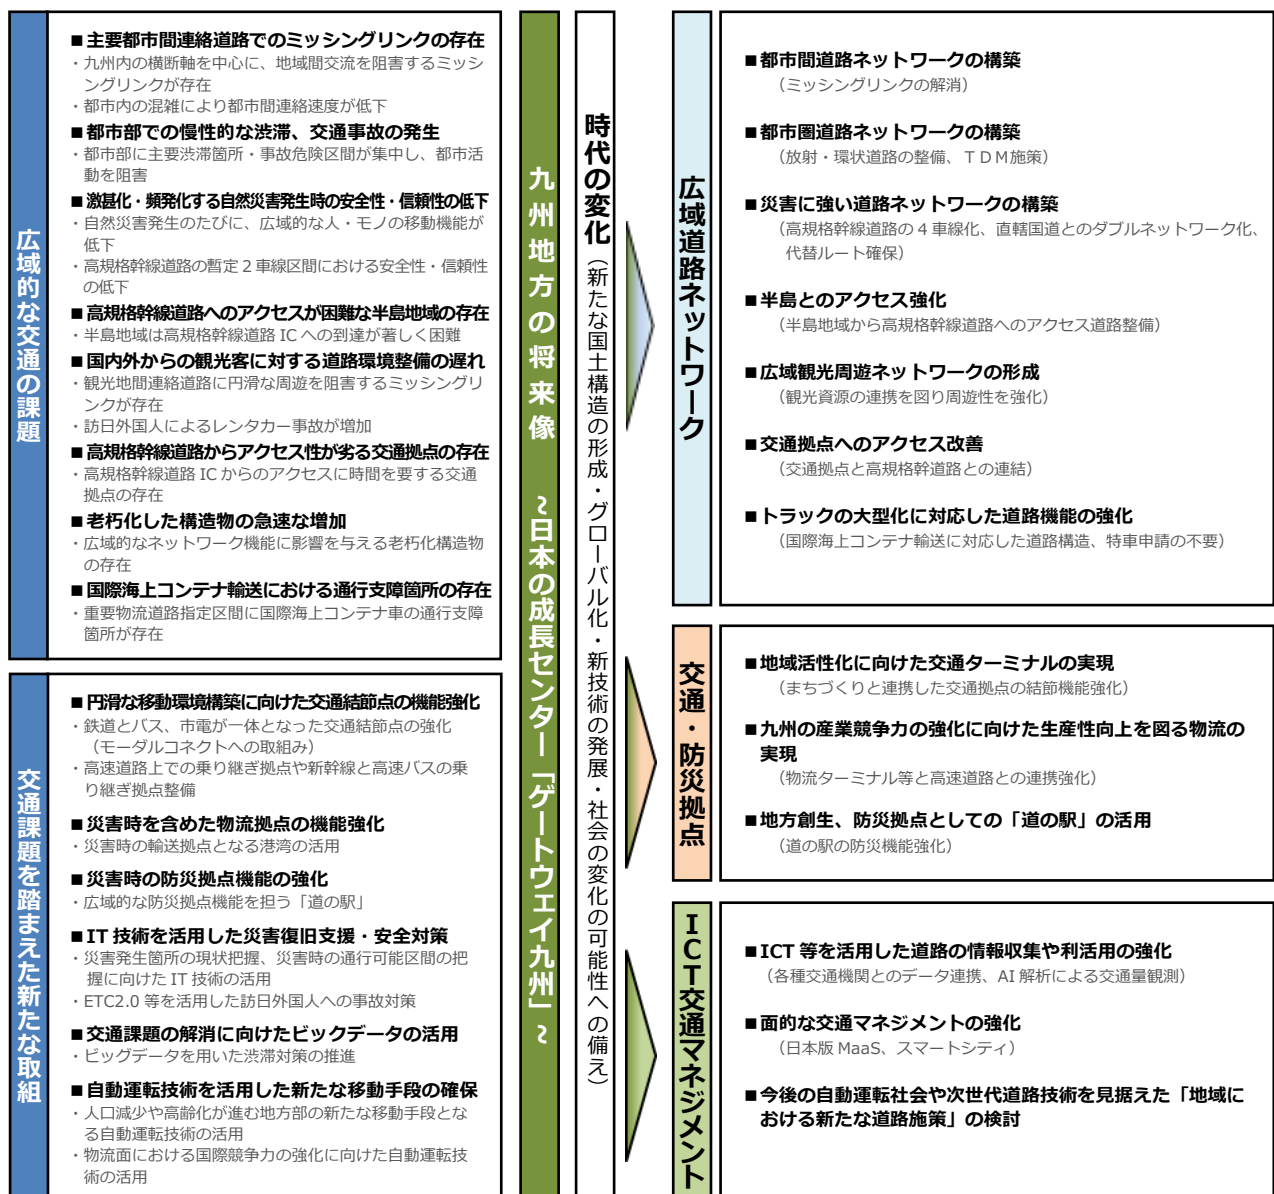 広域的な交通の課題
■主要都市間連絡道路でのミッシングリンクの存在
・九州内の横断軸を中心に、地域間交流を阻害するミッシ
ングリンクが存在
・都市内の混雑により都市間連絡速度が低下
■都市部での慢性的な渋滞、交通事故の発生
・都市部に主要渋滞箇所・事故危険区間が集中し、都市活
動を阻害
■激甚化・頻発化する自然災害発生時の安全性・信頼性の低下
・自然災害発生のたびに、広域的な人・モノの移動機能が
低下
・高規格幹線道路の暫定２車線区間における安全性・信頼性
の低下
■高規格幹線道路へのアクセスが困難な半島地域の存在
・半島地域は高規格幹線道路 IC への到達が著しく困難
■国内外からの観光客に対する道路環境整備の遅れ
・観光地間連絡道路に円滑な周遊を阻害するミッシングリ
ンクが存在
・訪日外国人によるレンタカー事故が増加
■高規格幹線道路からアクセス性が劣る交通拠点の存在
・高規格幹線道路 IC からのアクセスに時間を要する交通
拠点の存在
■老朽化した構造物の急速な増加
・広域的なネットワーク機能に影響を与える老朽化構造物
の存在
■国際海上コンテナ輸送における通行支障箇所の存在
・重要物流道路指定区間に国際海上コンテナ車の通行支障
箇所が存在
交通課題を踏まえた新たな取組
■円滑な移動環境構築に向けた交通結節点の機能強化
・鉄道とバス、市電が一体となった交通結節点の強化
（モーダルコネクトへの取組み）
・高速道路上での乗り継ぎ拠点や新幹線と高速バスの乗
り継ぎ拠点整備
■災害時を含めた物流拠点の機能強化
・災害時の輸送拠点となる港湾の活用
■災害時の防災拠点機能の強化
・広域的な防災拠点機能を担う「道の駅」
■IT 技術を活用した災害復旧支援・安全対策
・災害発生箇所の現状把握、災害時の通行可能区間の把
握に向けた IT 技術の活用
・ETC2.0 等を活用した訪日外国人への事故対策
■交通課題の解消に向けたビックデータの活用
・ビッグデータを用いた渋滞対策の推進
■自動運転技術を活用した新たな移動手段の確保
・人口減少や高齢化が進む地方部の新たな移動手段とな
る自動運転技術の活用
・物流面における国際競争力の強化に向けた自動運転技
術の活用
九州地方の将来像 ～日本の成長センター「ゲートウェイ九州」～
時代の変化（新たな国土構造の形成・グローバル化・新技術の発展・社会の変化の可能性への備え）
広域道路ネットワーク
■都市間道路ネットワークの構築
（ミッシングリンクの解消）
■都市圏道路ネットワークの構築
（放射・環状道路の整備、ＴＤＭ施策）
■災害に強い道路ネットワークの構築
（高規格幹線道路の４車線化、直轄国道とのダブルネットワーク化、
代替ルート確保）
■半島とのアクセス強化
（半島地域から高規格幹線道路へのアクセス道路整備）
■広域観光周遊ネットワークの形成
（観光資源の連携を図り周遊性を強化）
■交通拠点へのアクセス改善
（交通拠点と高規格幹道路との連結）
■トラックの大型化に対応した道路機能の強化
（国際海上コンテナ輸送に対応した道路構造、特車申請の不要）
交通・防災拠点
■地域活性化に向けた交通ターミナルの実現
（まちづくりと連携した交通拠点の結節機能強化）
■九州の産業競争力の強化に向けた生産性向上を図る物流の
実現
（物流ターミナル等と高速道路との連携強化）
■地方創生、防災拠点としての「道の駅」の活用
（道の駅の防災機能強化）
ＩＣＴ交通マネジメント
■ICT 等を活用した道路の情報収集や利活用の強化
（各種交通機関とのデータ連携、AI 解析による交通量観測）
■面的な交通マネジメントの強化
（日本版 MaaS、スマートシティ）
■今後の自動運転社会や次世代道路技術を見据えた「地域に
おける新たな道路施策」の検討